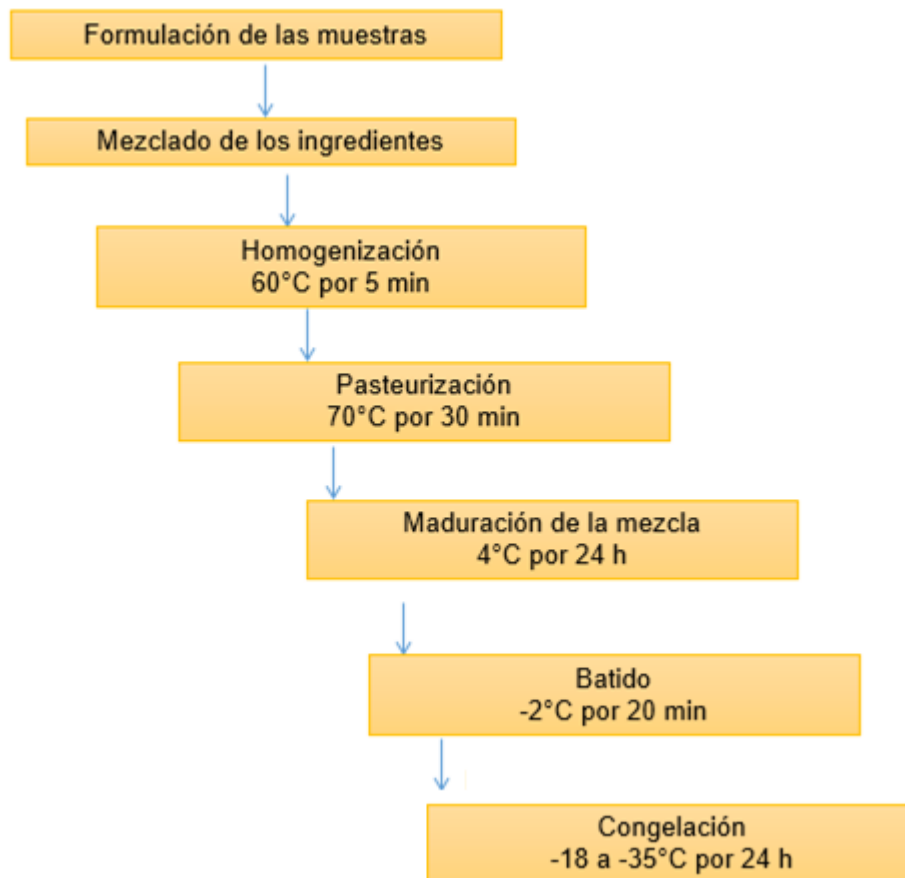 Formulación de las muestras
Mezclado de los ingredientes
Homogenización
60°C por 5 min
Pasteurización
70°C por 30 min
Maduración de la mezcla
4°C por 24 h
Batido
-2°C por 20 min
Congelación
-18 a -35°C por 24 h